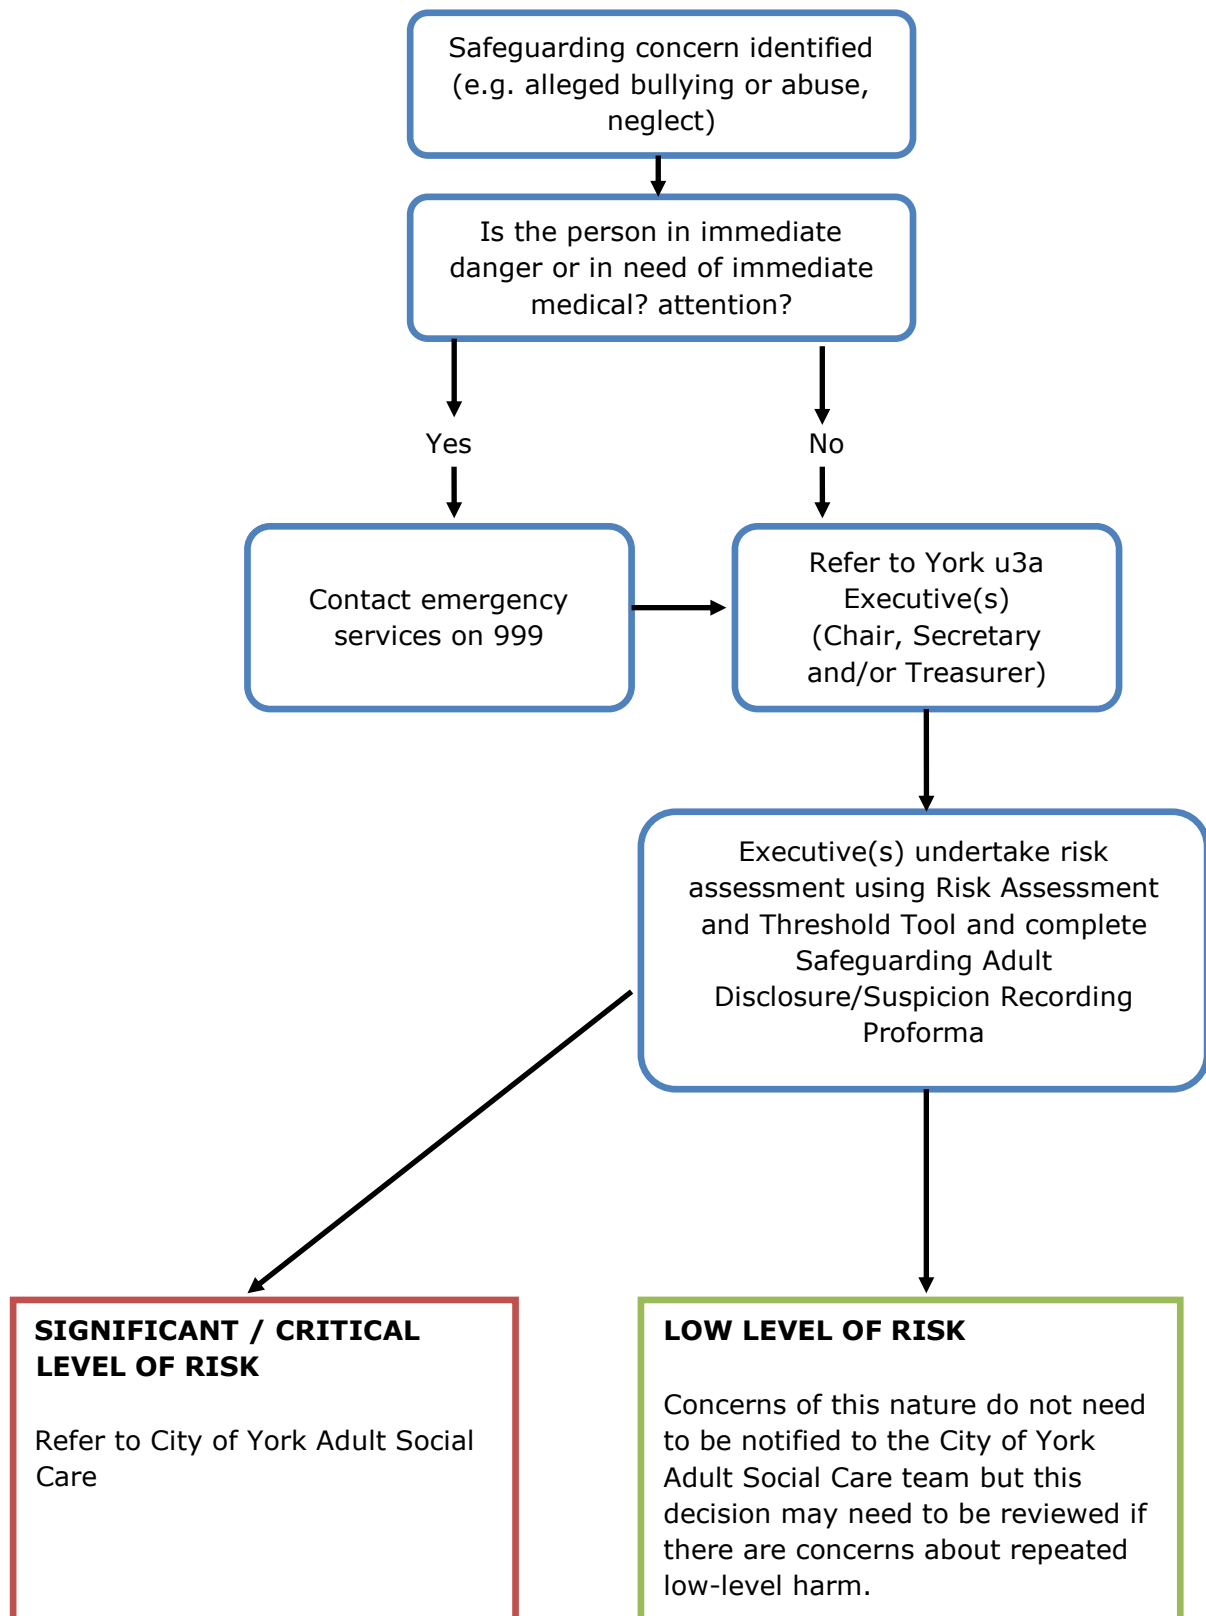 Safeguarding concern identified
(e.g. alleged bullying or abuse,
neglect)
Is the person in immediate
danger or in need of immediate
medical? attention?
Yes
No
Contact emergency
services on 999
Refer to York u3a
Executive(s)
(Chair, Secretary
and/or Treasurer)
Executive(s) undertake risk
assessment using Risk Assessment
and Threshold Tool and complete
Safeguarding Adult
Disclosure/Suspicion Recording
Proforma
SIGNIFICANT / CRITICAL
LEVEL OF RISK
Refer to City of York Adult Social
Care
LOW LEVEL OF RISK
Concerns of this nature do not need
to be notified to the City of York
Adult Social Care team but this
decision may need to be reviewed if
there are concerns about repeated
low-level harm.